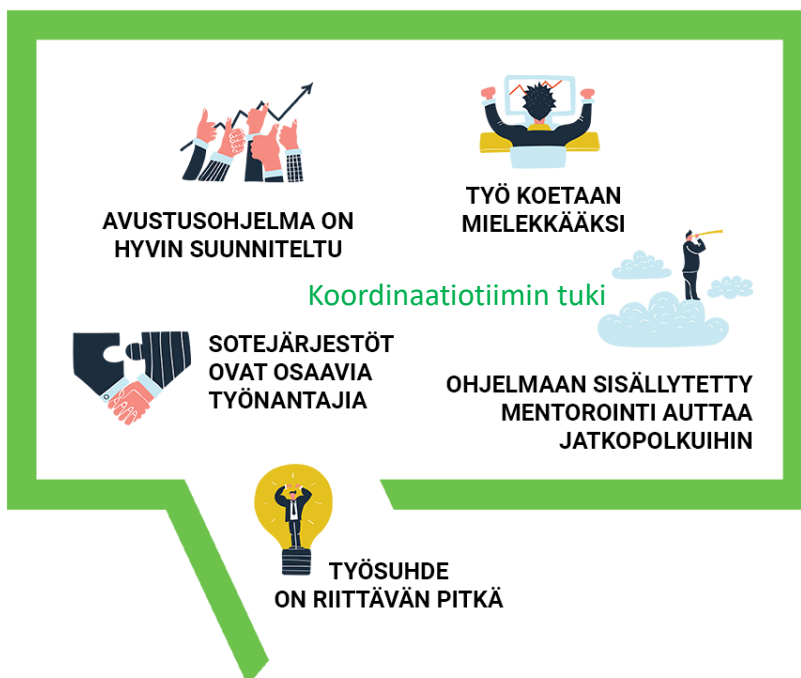 AVUSTUSOHJELMA ON
HYVIN SUUNNITELTU
TYÖ KOETAAN
MIELEKKÄÄKSI
Koordinaatiotiimin tuki
SOTEJÄRJESTÖT
OVAT OSAAVIA
TYÖNANTAJIA
OHJELMAAN SISÄLLYTETTY
MENTOROINTI AUTTAA
JATKOPOLKUIHIN
TYÖSUHDE
ON RIITTÄVÄN PITKÄ